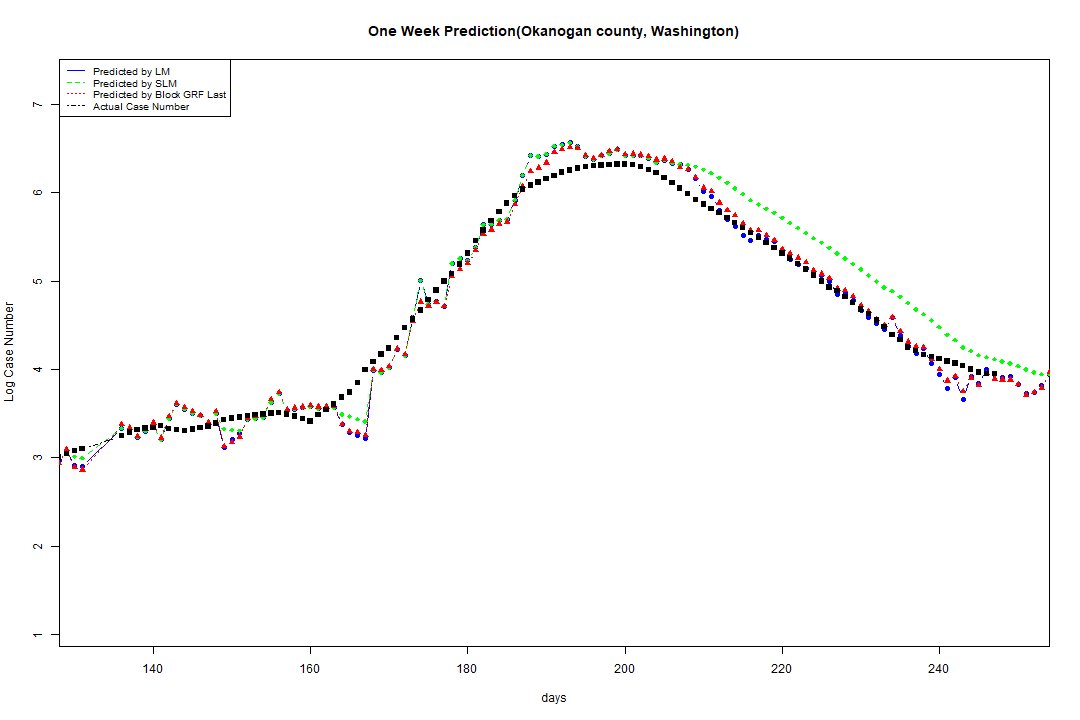 One Week Prediction(Okanogan county, Washington)
Predicted by LM
Predicted by SLM
Predicted by Block GRF Last
Actual Case Number
7
6
5
4
3
2
1
Log Case Number
140 160 180 200 220 240
days